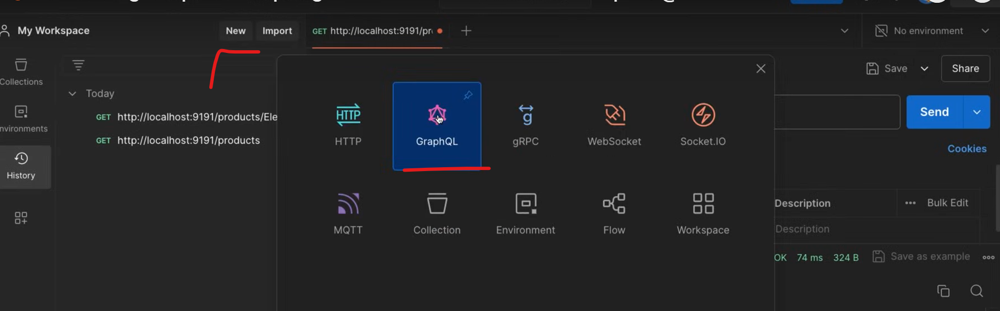 My Workspace
New
Import
GET http://localhost:9191/pr
No environment
Collections
Today
Save
Share
GET http://localhost:9191/products/Ele
HTTP
GraphQL
gRPC
WebSocket
Socket.IO
Send
nvironments
GET http://localhost:9191/products
Cookies
History
MQTT
Collection
Environment
Flow
Workspace
Description
Bulk Edit
Description
OK 74 ms 324 B
Save as example